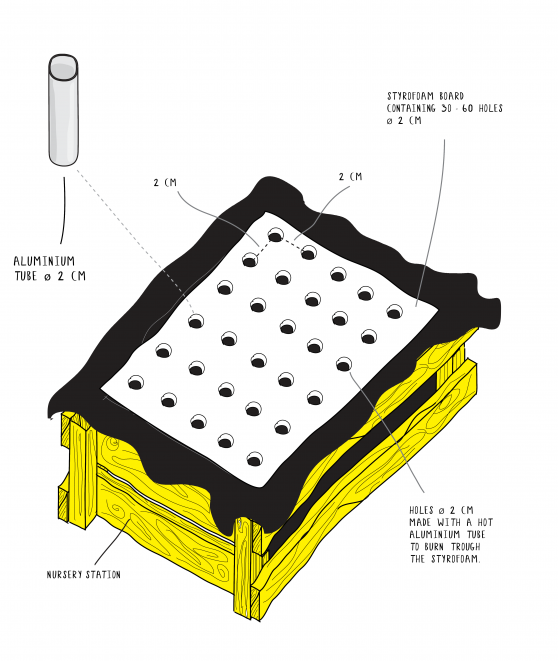 STYROFOAM BOARD
CONTAINING 30 - 60 HOLES
ø 2 CM
2 CM
2 CM
ALUMINIUM
TUBE ø 2 CM
HOLES ø 2 CM
MADE WITH A HOT
ALUMINIUM TUBE
TO BURN TROUGH
THE STYROFOAM.
NURSERY STATION